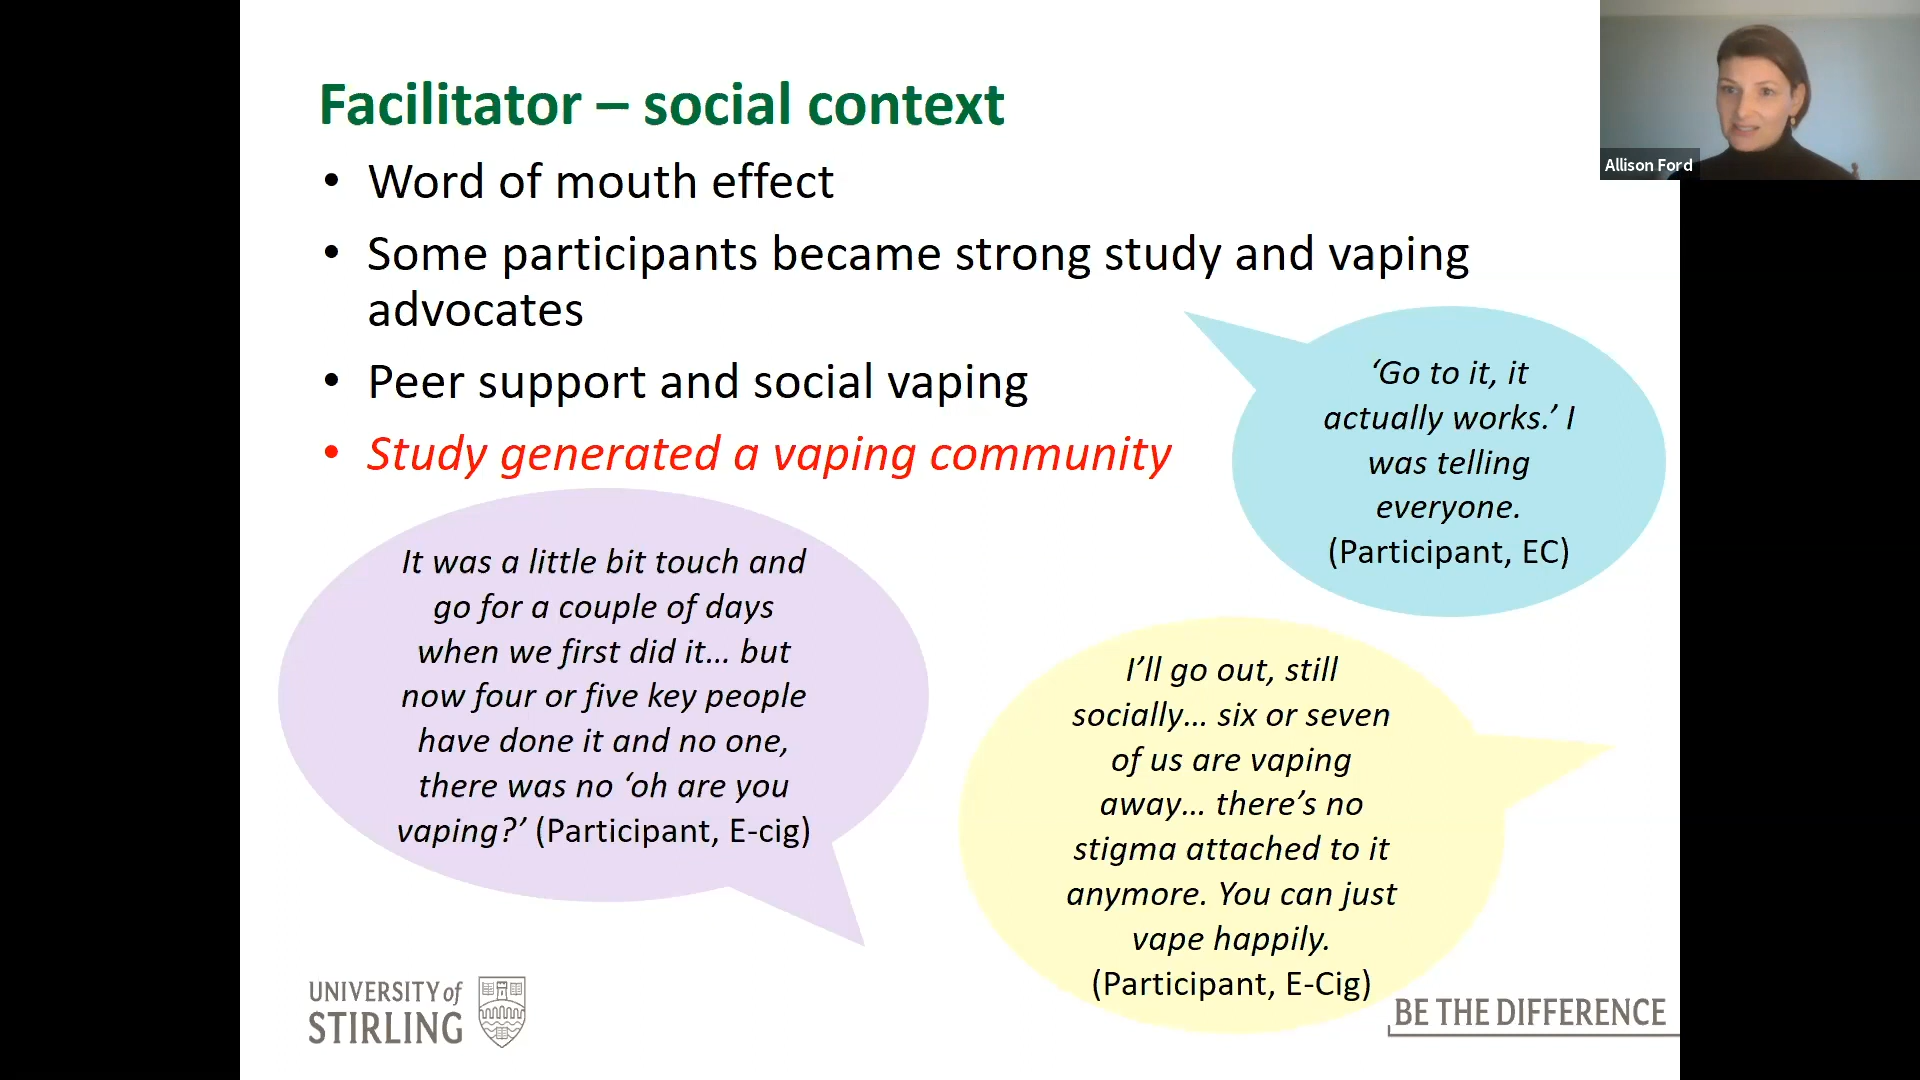 Facilitator – social context
• Word of mouth effect
• Some participants became strong study and vaping
advocates
• Peer support and social vaping
• Study generated a vaping community
‘Go to it, it
actually works.’ I
was telling
everyone.
(Participant, EC)
It was a little bit touch and
go for a couple of days
when we first did it… but
now four or five key people
have done it and no one,
there was no ‘oh are you
vaping?’ (Participant, E-cig)
I’ll go out, still
socially… six or seven
of us are vaping
away… there’s no
stigma attached to it
anymore. You can just
vape happily.
(Participant, E-Cig)
UNIVERSITY of
STIRLING
BE THE DIFFERENCE
Allison Ford